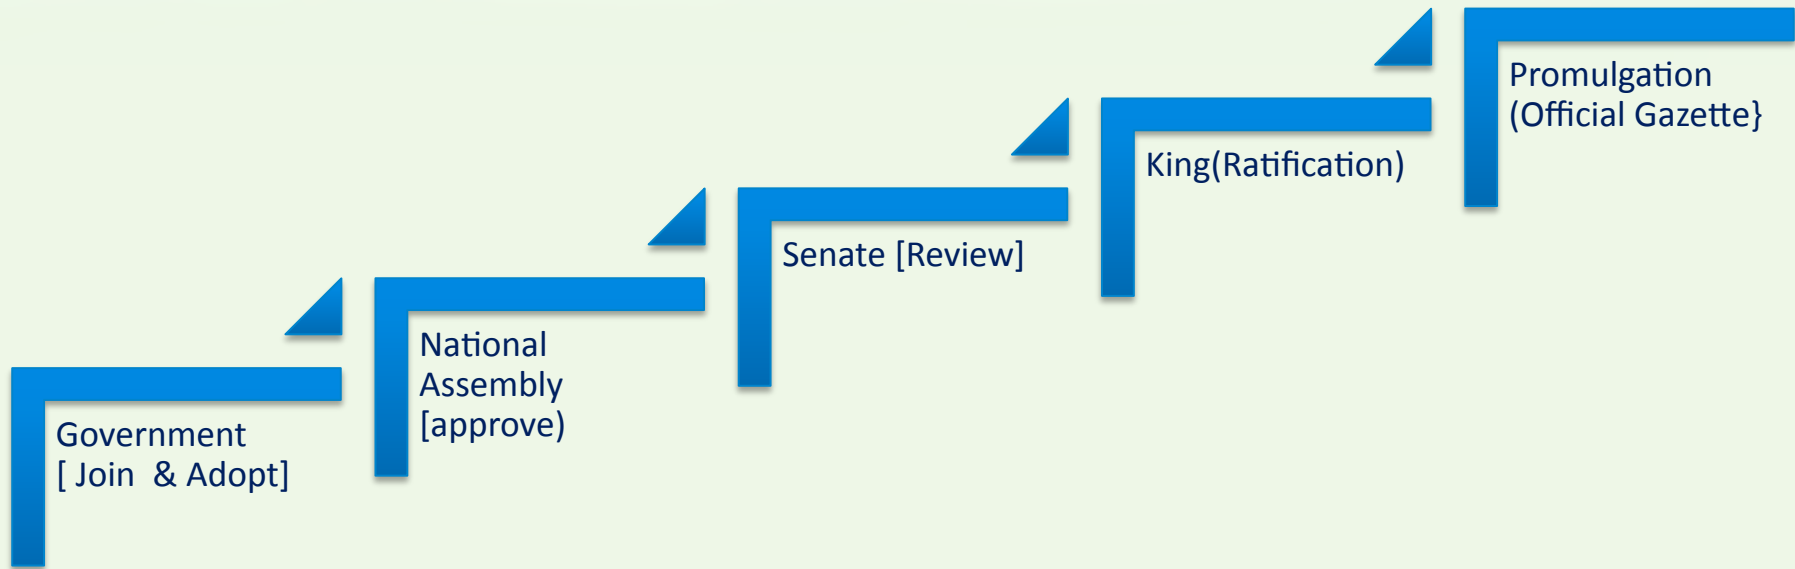 Government
[ Join & Adopt]
National
Assembly
[approve)
Senate [Review]
King(Ratification)
Promulgation
(Official Gazette}